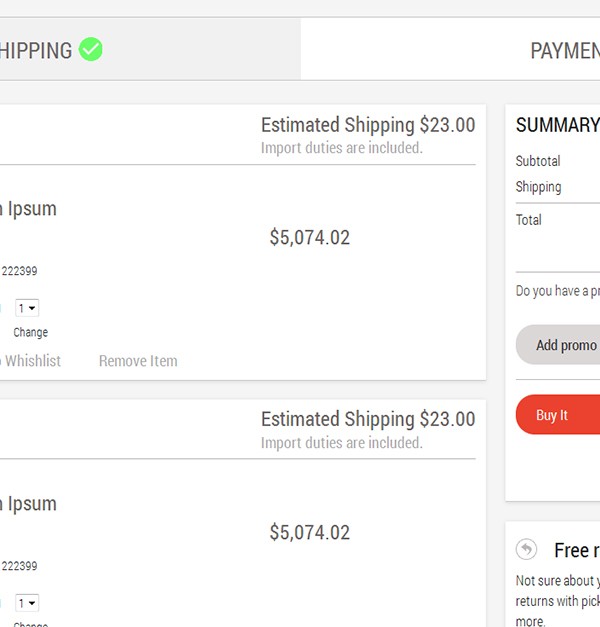 HIPPING
PAYMEN
Estimated Shipping $23.00
Import duties are included.
Ipsum
$5,074.02
222399
1
Change
Whishlist Remove Item
Estimated Shipping $23.00
Import duties are included.
Ipsum
$5,074.02
222399
1
Change
SUMMARY
Subtotal
Shipping
Total
Do you have a p
Add promo
Buy It
Free r
Not sure about y
returns with pick
more.